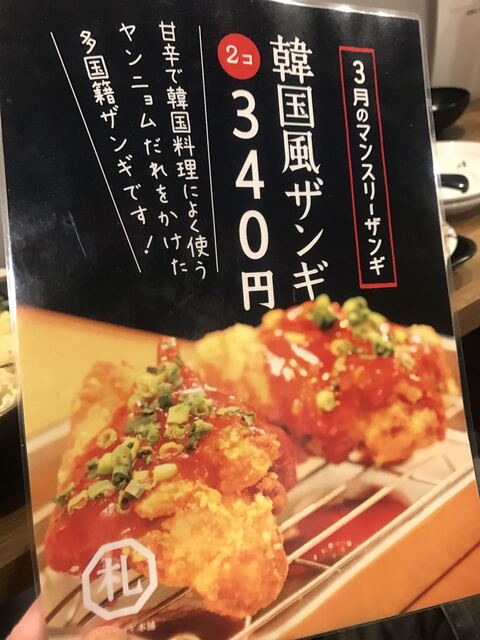 3月のマンスリーザンギ
韓国風ザンギ
2コ
340円
甘辛で韓国料理によく使う
ヤンニョムだれをかけた
多国籍ザンギです!
札
本舗